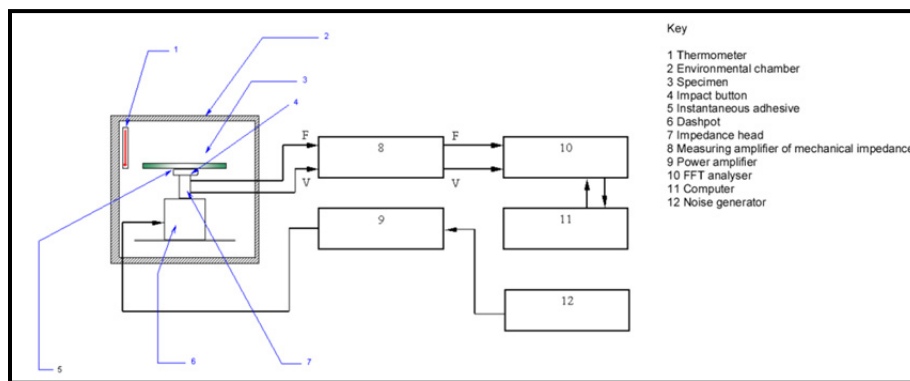 Key
1 Thermometer
2 Environmental chamber
3 Specimen
4 Impact button
5 Instantaneous adhesive
6 Dashpot
7 Impedance head
8 Measuring amplifier of mechanical impedance
9 Power amplifier
10 FFT analyser
11 Computer
12 Noise generator
1
2
3
4
F
8
F
10
V
V
9
11
12
5
6
7